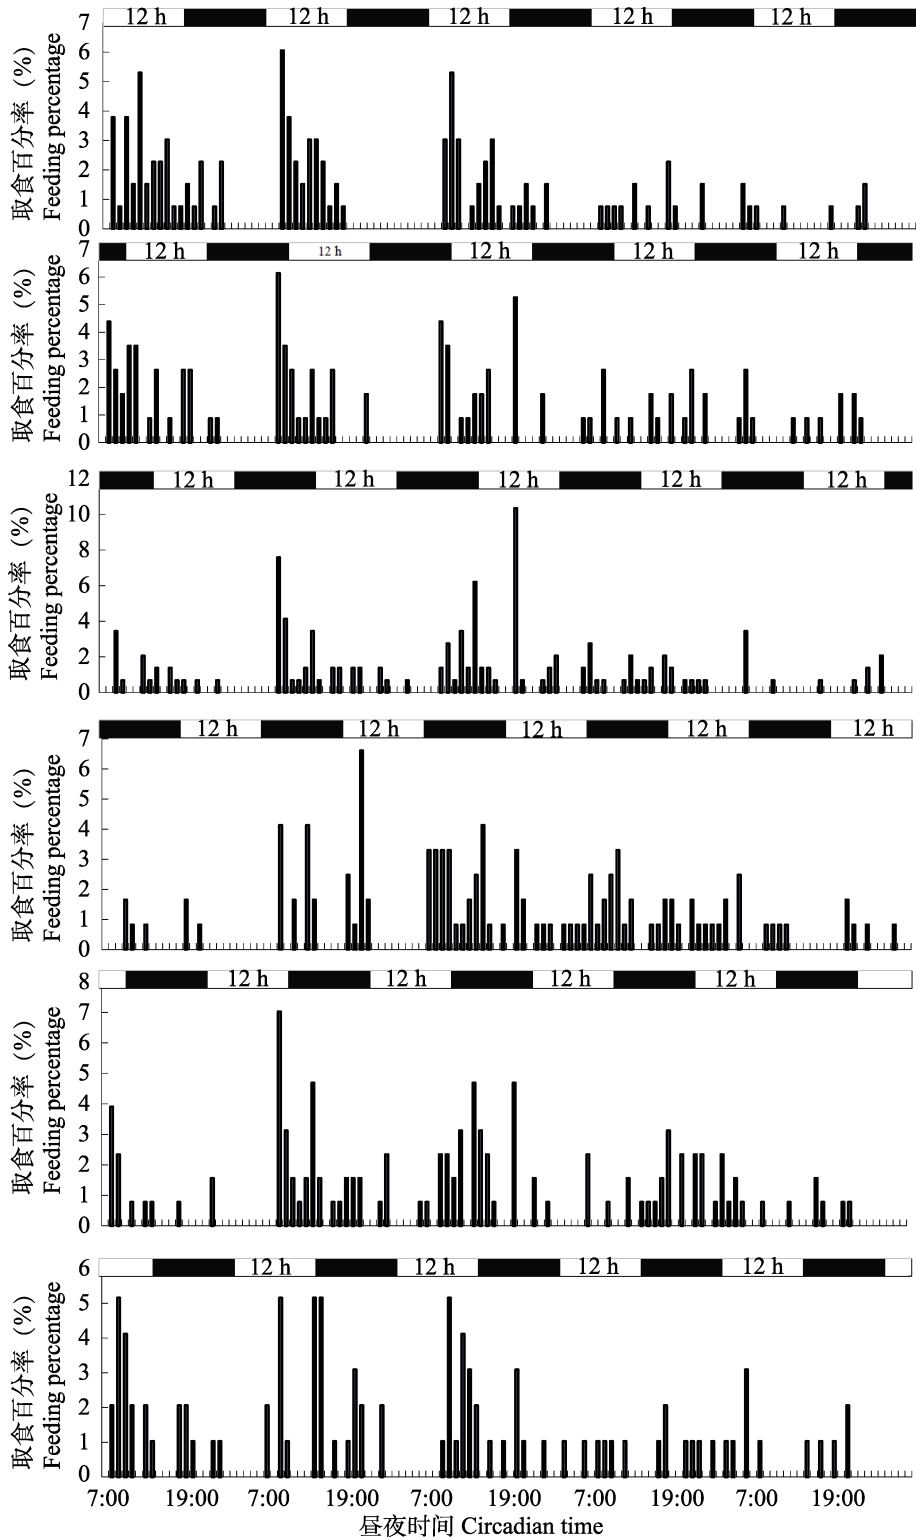 12 h 12 h 12 h 12 h 12 h
取食百分率 (%)
Feeding percentage
7
6
5
4
3
2
1
0
12 h 12 h 12 h 12 h 12 h
取食百分率 (%)
Feeding percentage
7
6
5
4
3
2
1
0
12 h 12 h 12 h 12 h 12 h
取食百分率 (%)
Feeding percentage
12
10
8
6
4
2
0
12 h 12 h 12 h 12 h 12 h
取食百分率 (%)
Feeding percentage
7
6
5
4
3
2
1
0
12 h 12 h 12 h 12 h
取食百分率 (%)
Feeding percentage
8
7
6
5
4
3
2
1
0
12 h 12 h 12 h 12 h
取食百分率 (%)
Feeding percentage
6
5
4
3
2
1
0
7:00 19:00 7:00 19:00 7:00 19:00 7:00 19:00 7:00 19:00
昼夜时间 Circadian time